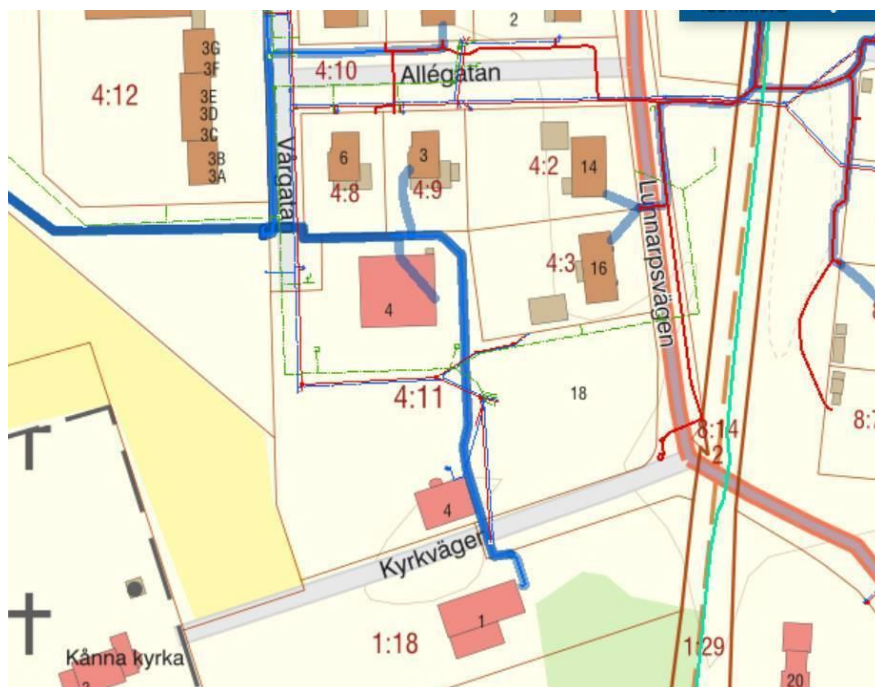 2
3G
3F
4:10
Allégatan
4:12
3E
3D
3C
3B
3A
Vårgatan
6
3
4:2
14
4:8
4:9
Lunnarpsvägen
4:3
16
4
4:11
18
8:14
2
8:7
4
Kyrkvägen
1
1:18
1:29
Kånna kyrka
20